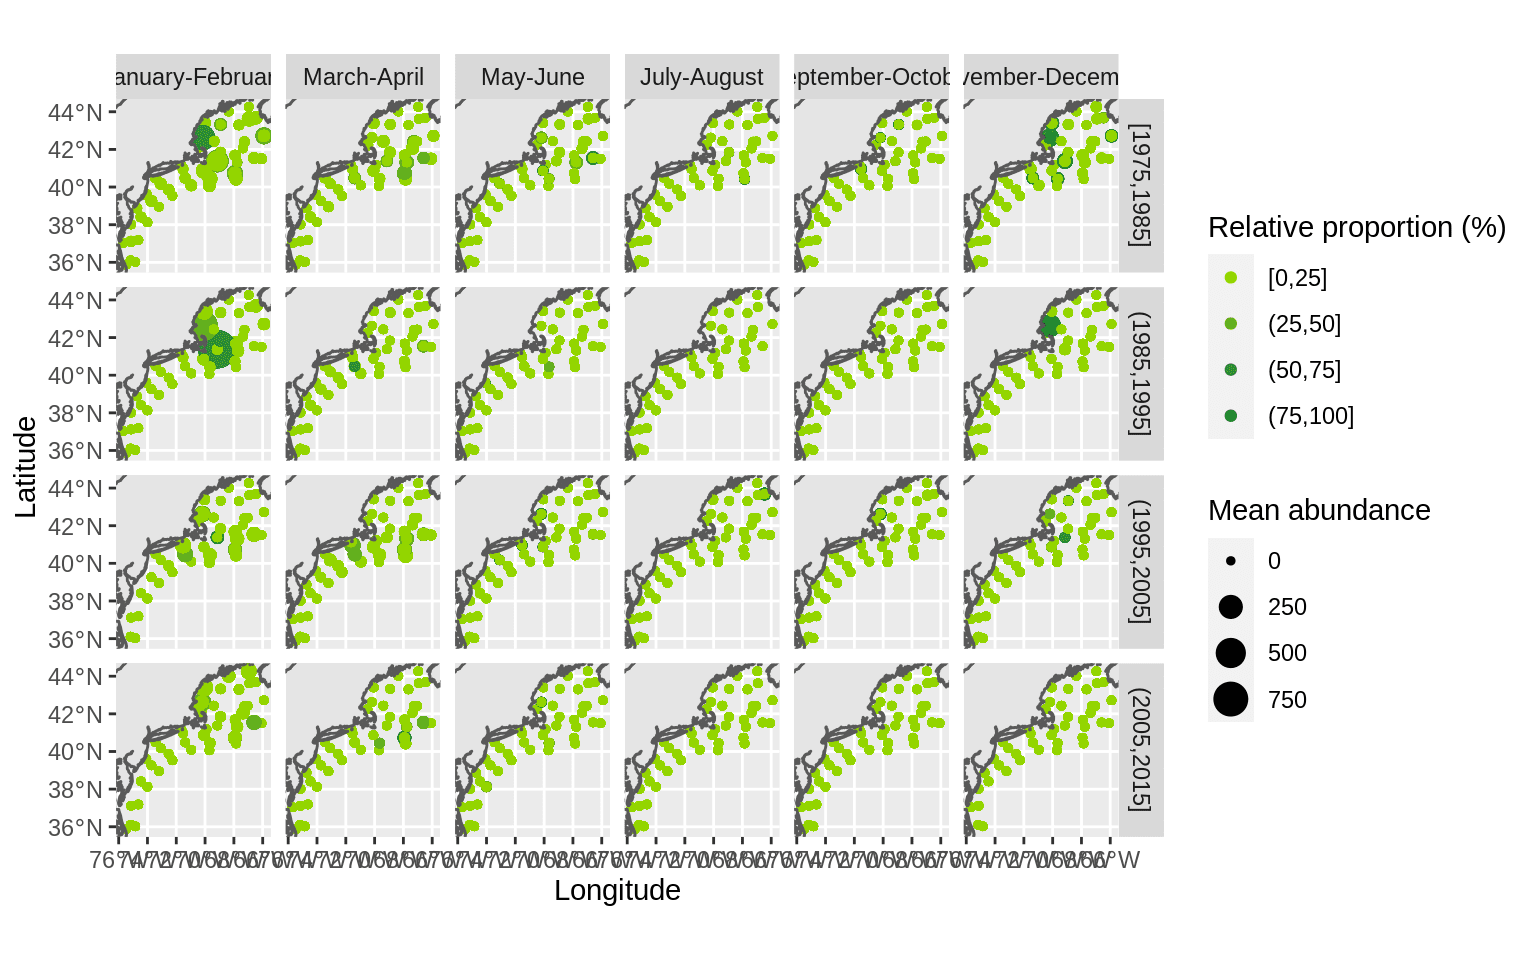 anuary-Februar
March-April
May-June
July-August
eptember-Octob
vember-Decem
44°N
42°N
40°N
38°N
36°N
[1975,1985]
44°N
42°N
40°N
38°N
36°N
(1985,1995]
44°N
42°N
40°N
38°N
36°N
(1995,2005]
44°N
42°N
40°N
38°N
36°N
(2005,2015]
Latitude
Longitude
Relative proportion (%)
[0,25]
(25,50]
(50,75]
(75,100]
Mean abundance
0
250
500
750